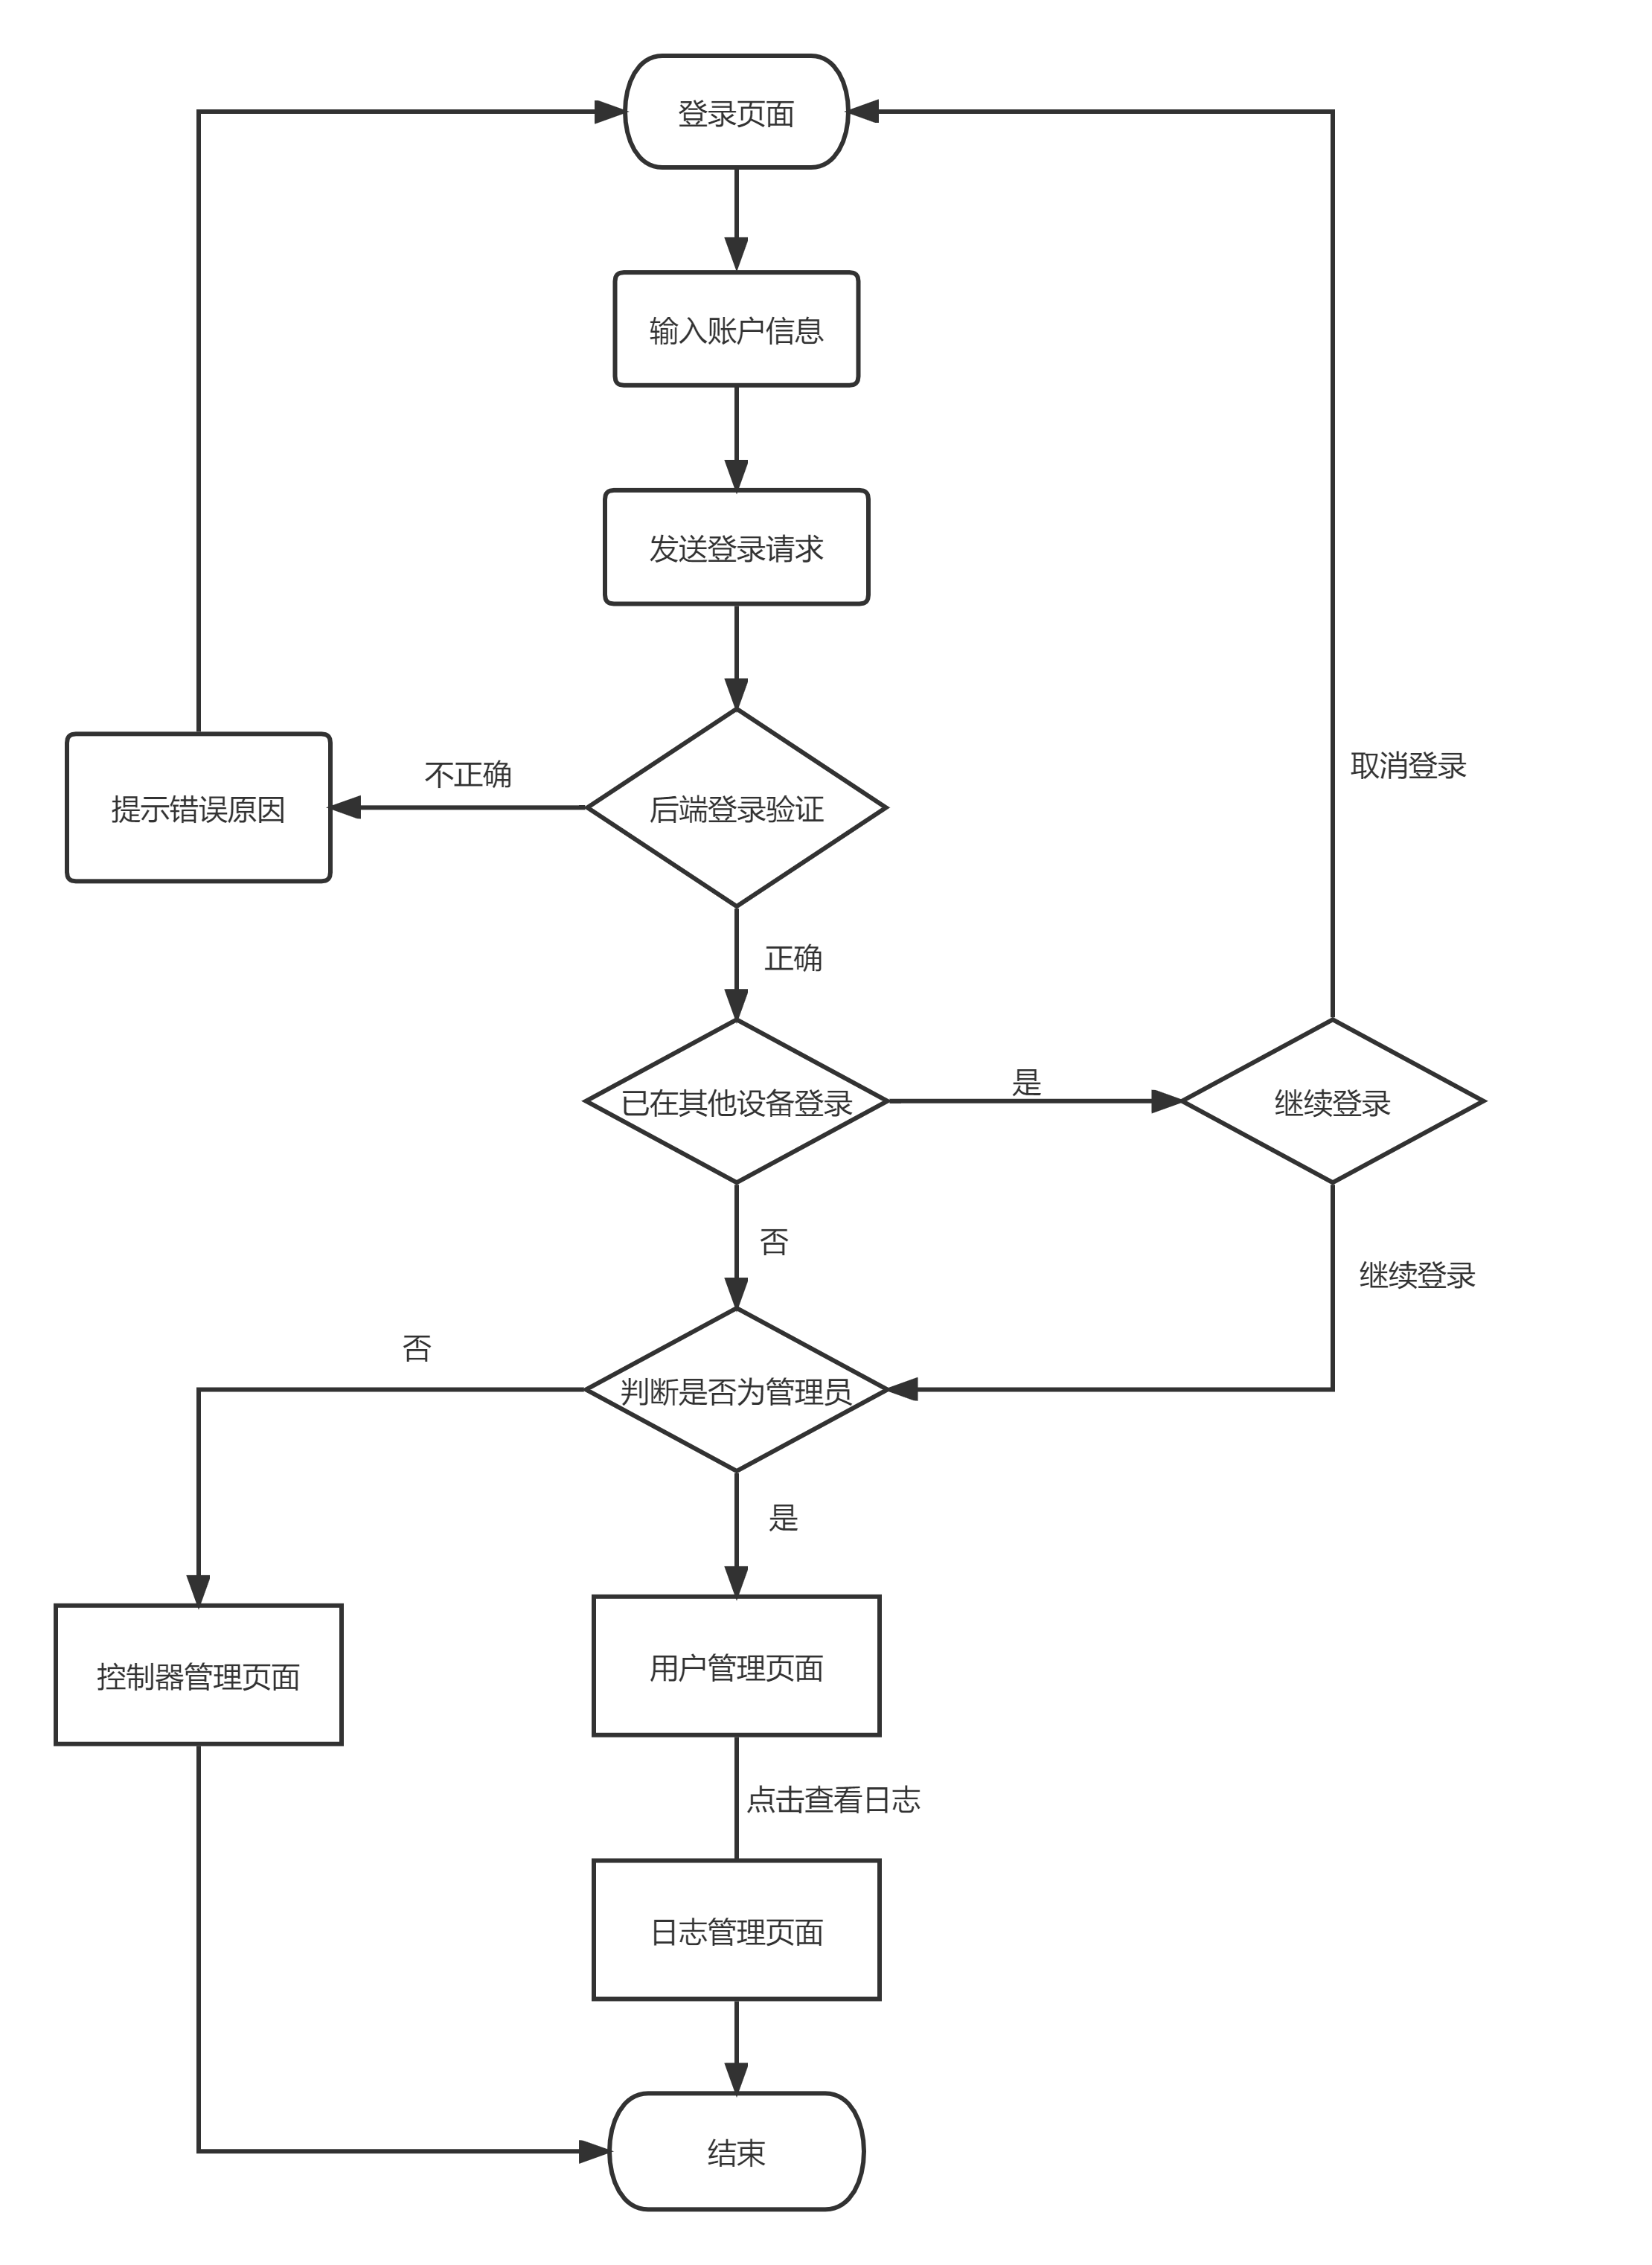 登录页面
输入账户信息
发送登录请求
取消登录
不正确
提示错误原因
后端登录验证
正确
是
已在其他设备登录
继续登录
否
继续登录
否
判断是否为管理员
是
用户管理页面
控制器管理页面
点击查看日志
日志管理页面
结束